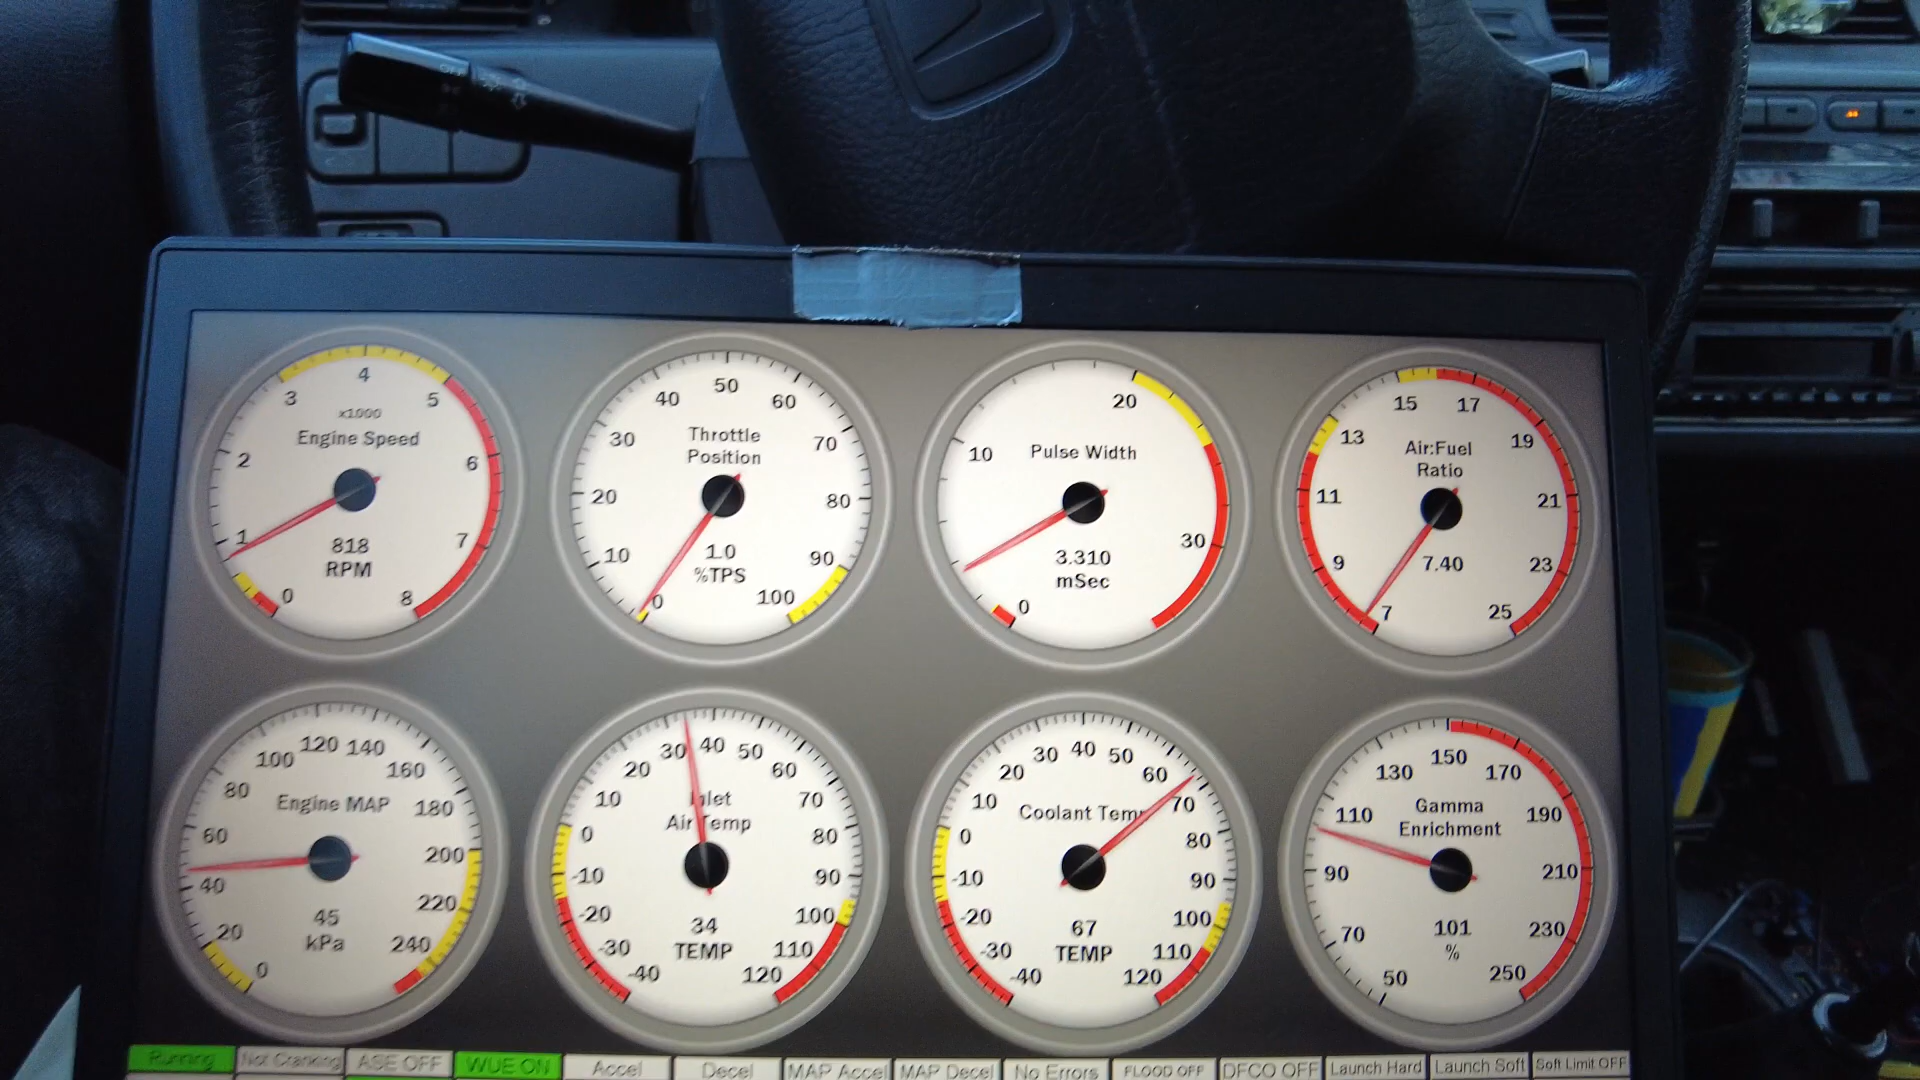 OFF
3 4 5
x1000
Engine Speed
2 6
1 7
818
RPM
0 8
40 50 60
30 Throttle 70
Position
20 80
10 1.0 90
%TPS
0 100
20
10 Pulse Width
3.310 30
mSec
0
15 17
13 19
Air:Fuel
Ratio
11 21
9 7.40 23
7 25
100 120 140 160
80 Engine MAP 180
60 200
40 220
45
20 kPa 240
0
20 30 40 50 60
10 Inlet 70
0 Air Temp 80
-10 90
-20 34 100
-30 TEMP 110
-40 120
20 30 40 50 60
10 Coolant Temp 70
0 80
-10 90
-20 67 100
-30 TEMP 110
-40 120
130 150 170
110 Gamma 190
Enrichment
90 210
70 101 230
%
50 250
Running Not Cranking ASE OFF WUE ON Accel Decel MAP Accel MAP Decel No Errors FLOOD OFF DFCO OFF Launch Hard Launch Soft Soft Limit OFF